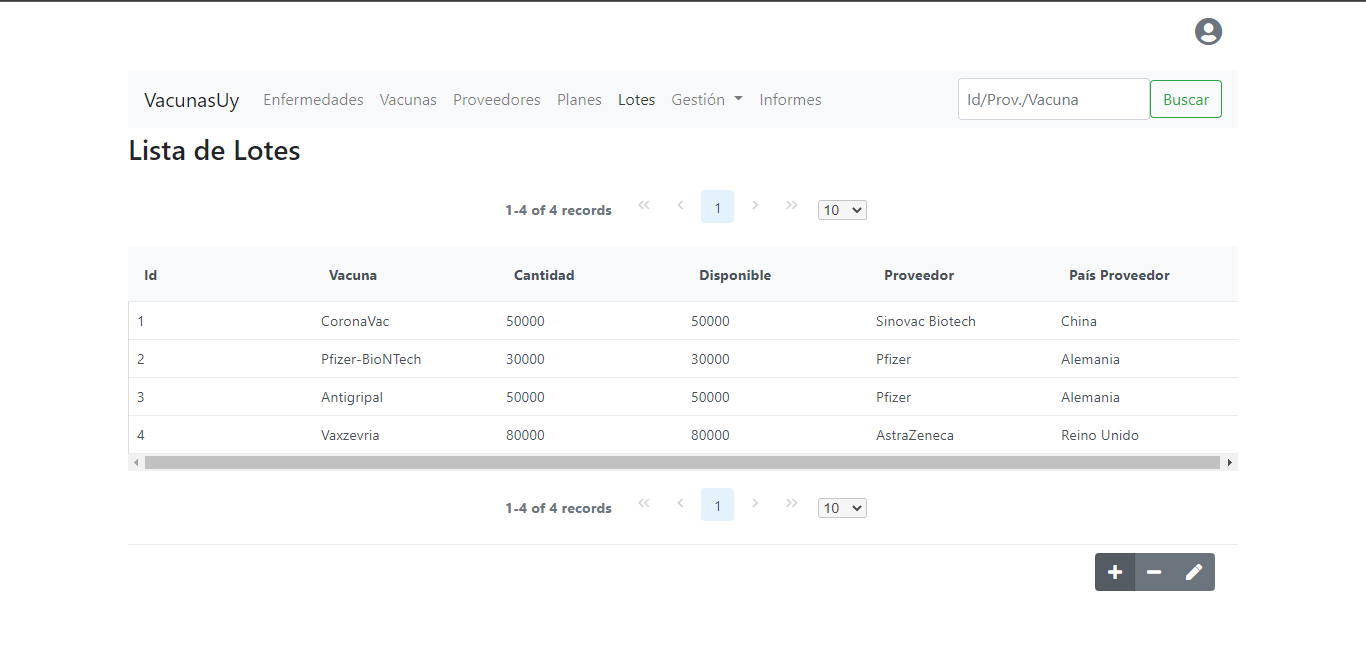 VacunasUy Enfermedades Vacunas Proveedores Planes Lotes Gestión Informes Id/Prov./Vacuna Buscar
Lista de Lotes
1-4 of 4 records 1 10
Id Vacuna Cantidad Disponible Proveedor País Proveedor
1 CoronaVac 50000 50000 Sinovac Biotech China
2 Pfizer-BioNTech 30000 30000 Pfizer Alemania
3 Antigripal 50000 50000 Pfizer Alemania
4 Vaxzevria 80000 80000 AstraZeneca Reino Unido
1-4 of 4 records 1 10